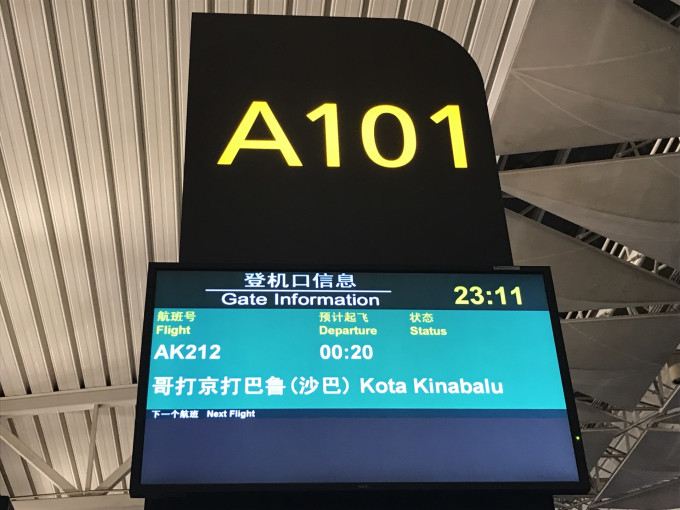 A101
登机口信息
Gate Information
23:11
航班号 预计起飞 状态
Flight Departure Status
AK212 00:20
哥打京打巴鲁(沙巴) Kota Kinabalu
下一个航班 Next Flight